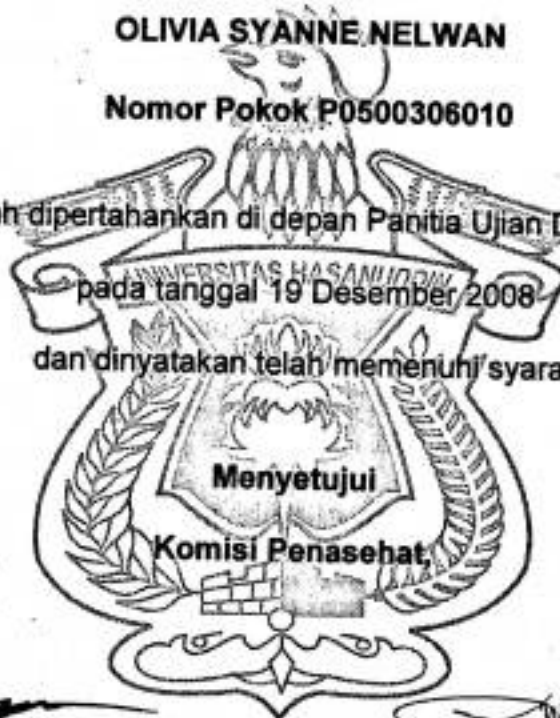 OLIVIA SYANNE NELWAN
Nomor Pokok P0500306010
h dipertahankan di depan Panitia Ujian
UNIVERSITAS HASANUDDIN
pada tanggal 19 Desember 2008
dan dinyatakan telah memenuhi syara
Menyetujui
Komisi Penasehat,